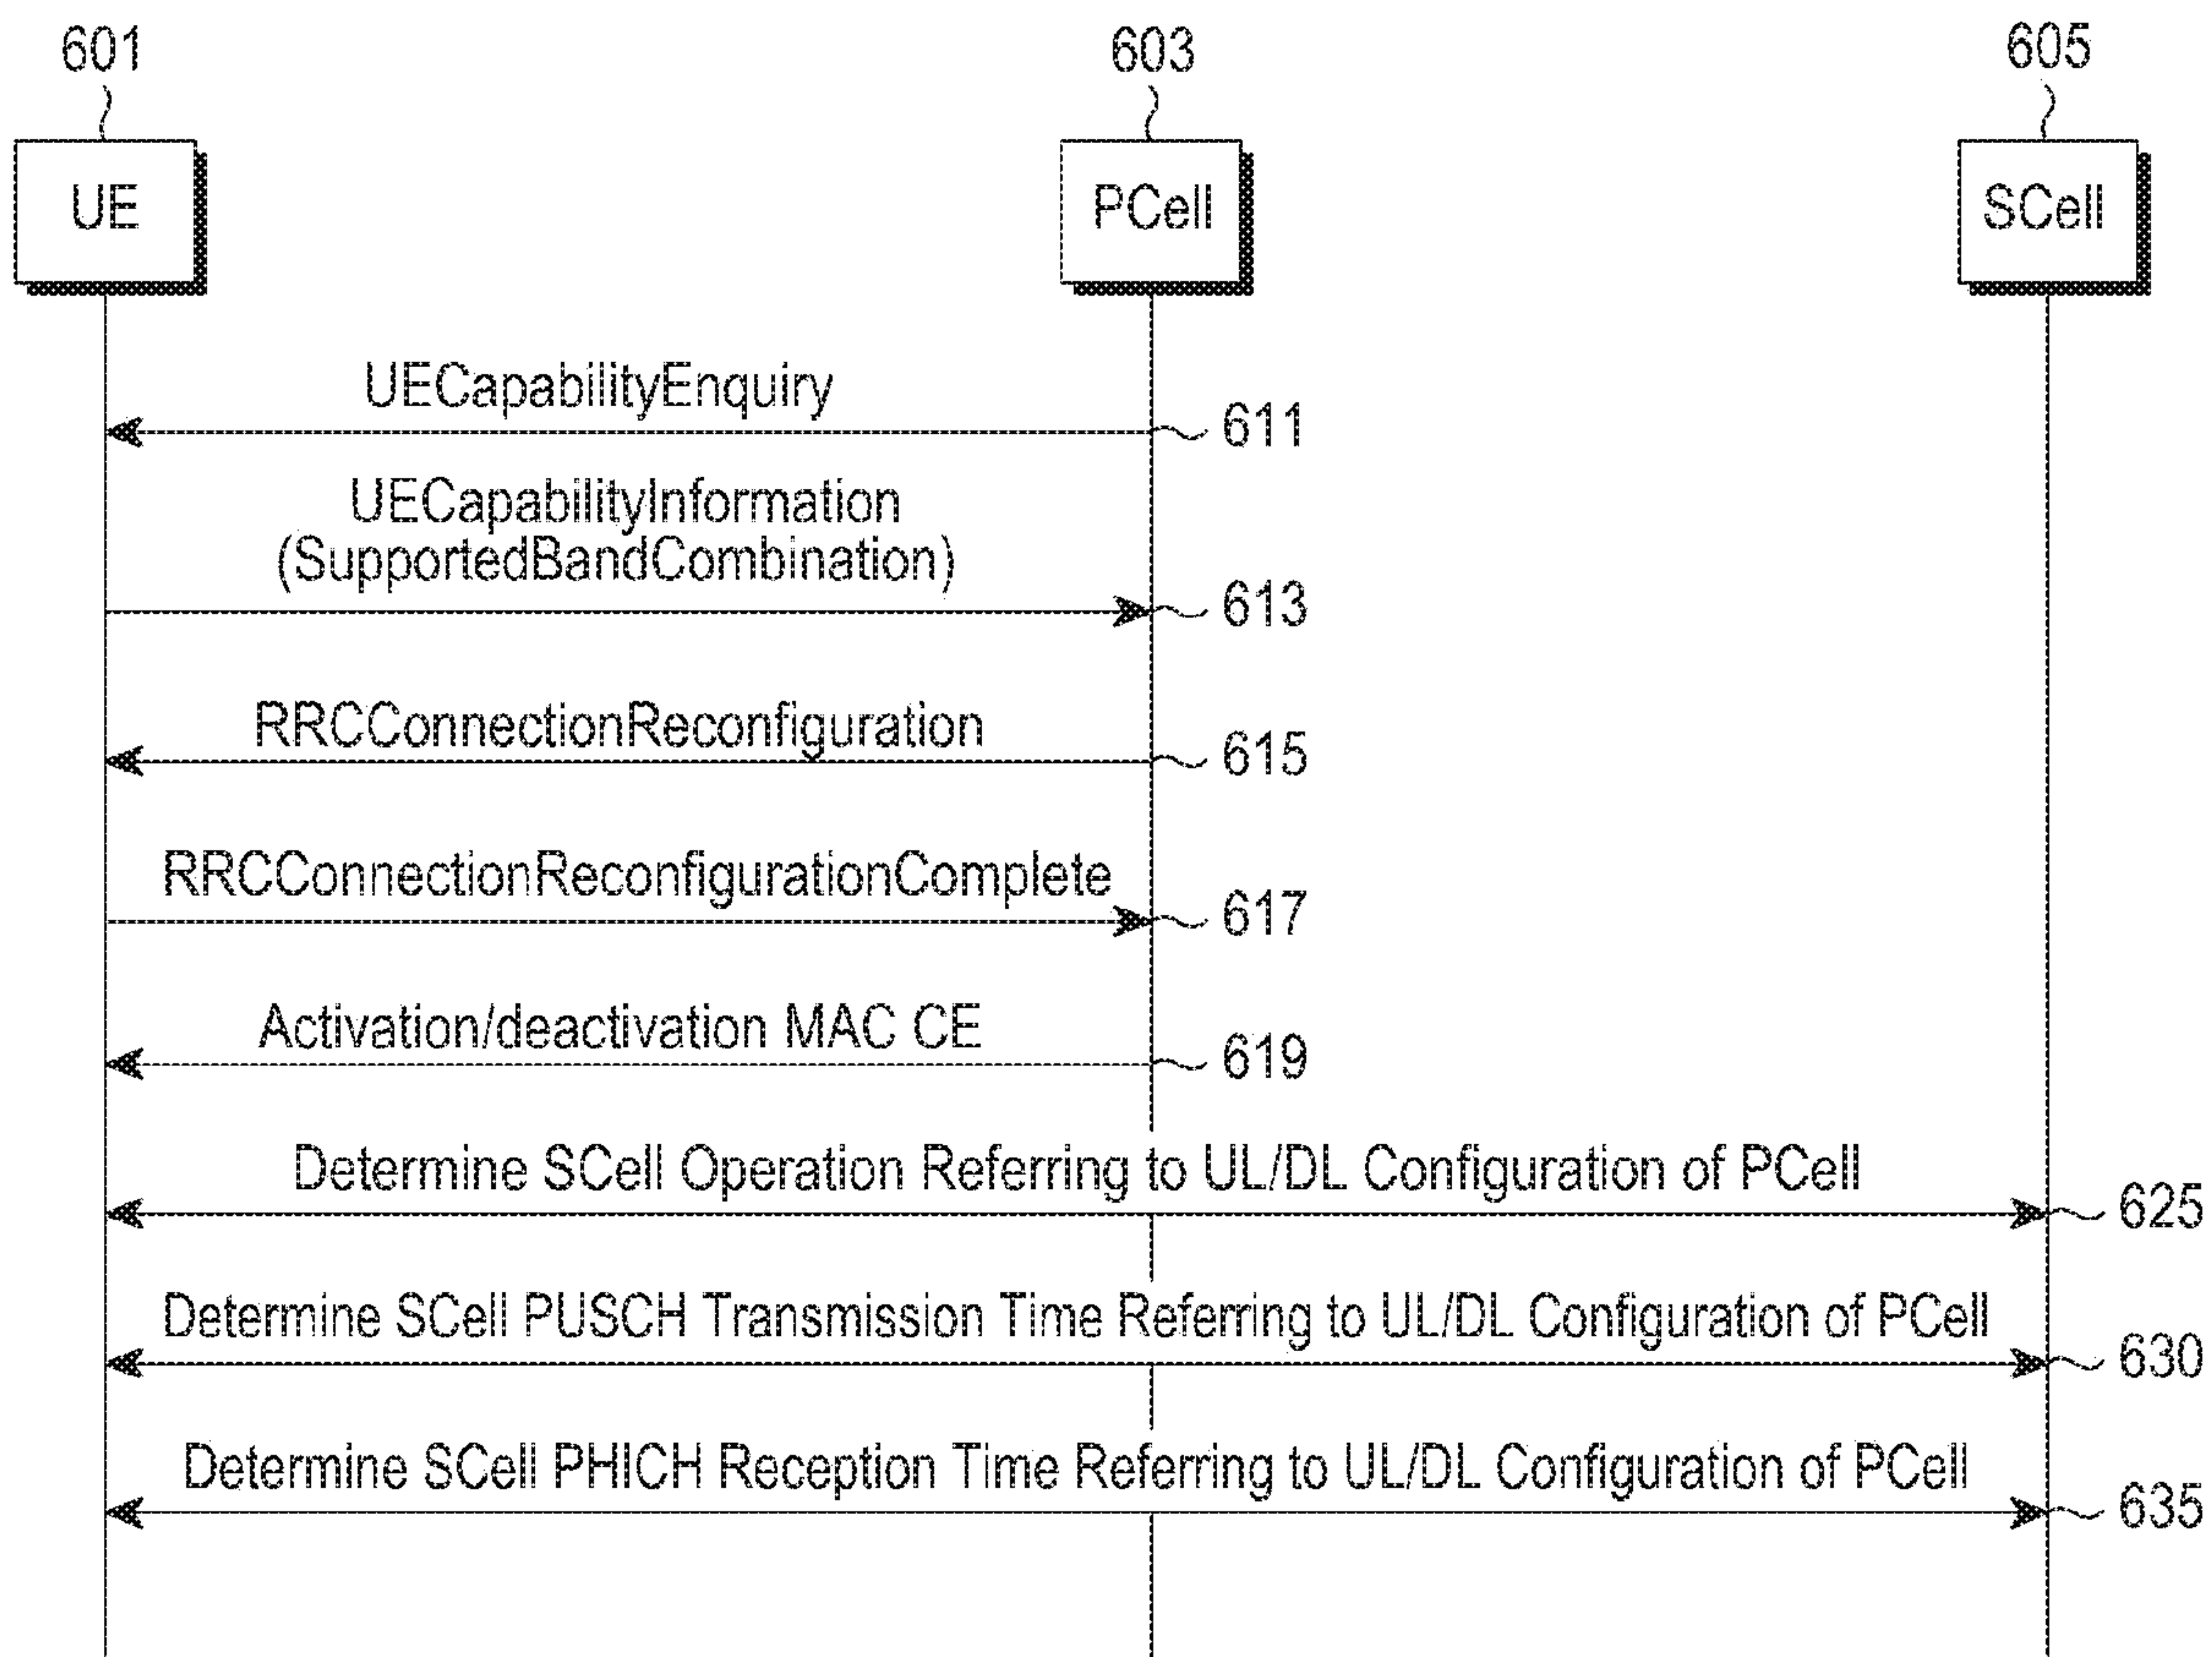 601
603
605
UE
PCell
SCell
UECapabilityEnquiry
611
UECapabilityInformation
(SupportedBandCombination)
613
RRCConnectionReconfiguration
615
RRCConnectionReconfigurationComplete
617
Activation/deactivation MAC CE
619
Determine SCell Operation Referring to UL/DL Configuration of PCell
625
Determine SCell PUSCH Transmission Time Referring to UL/DL Configuration of PCell
630
Determine SCell PHICH Reception Time Referring to UL/DL Configuration of PCell
635